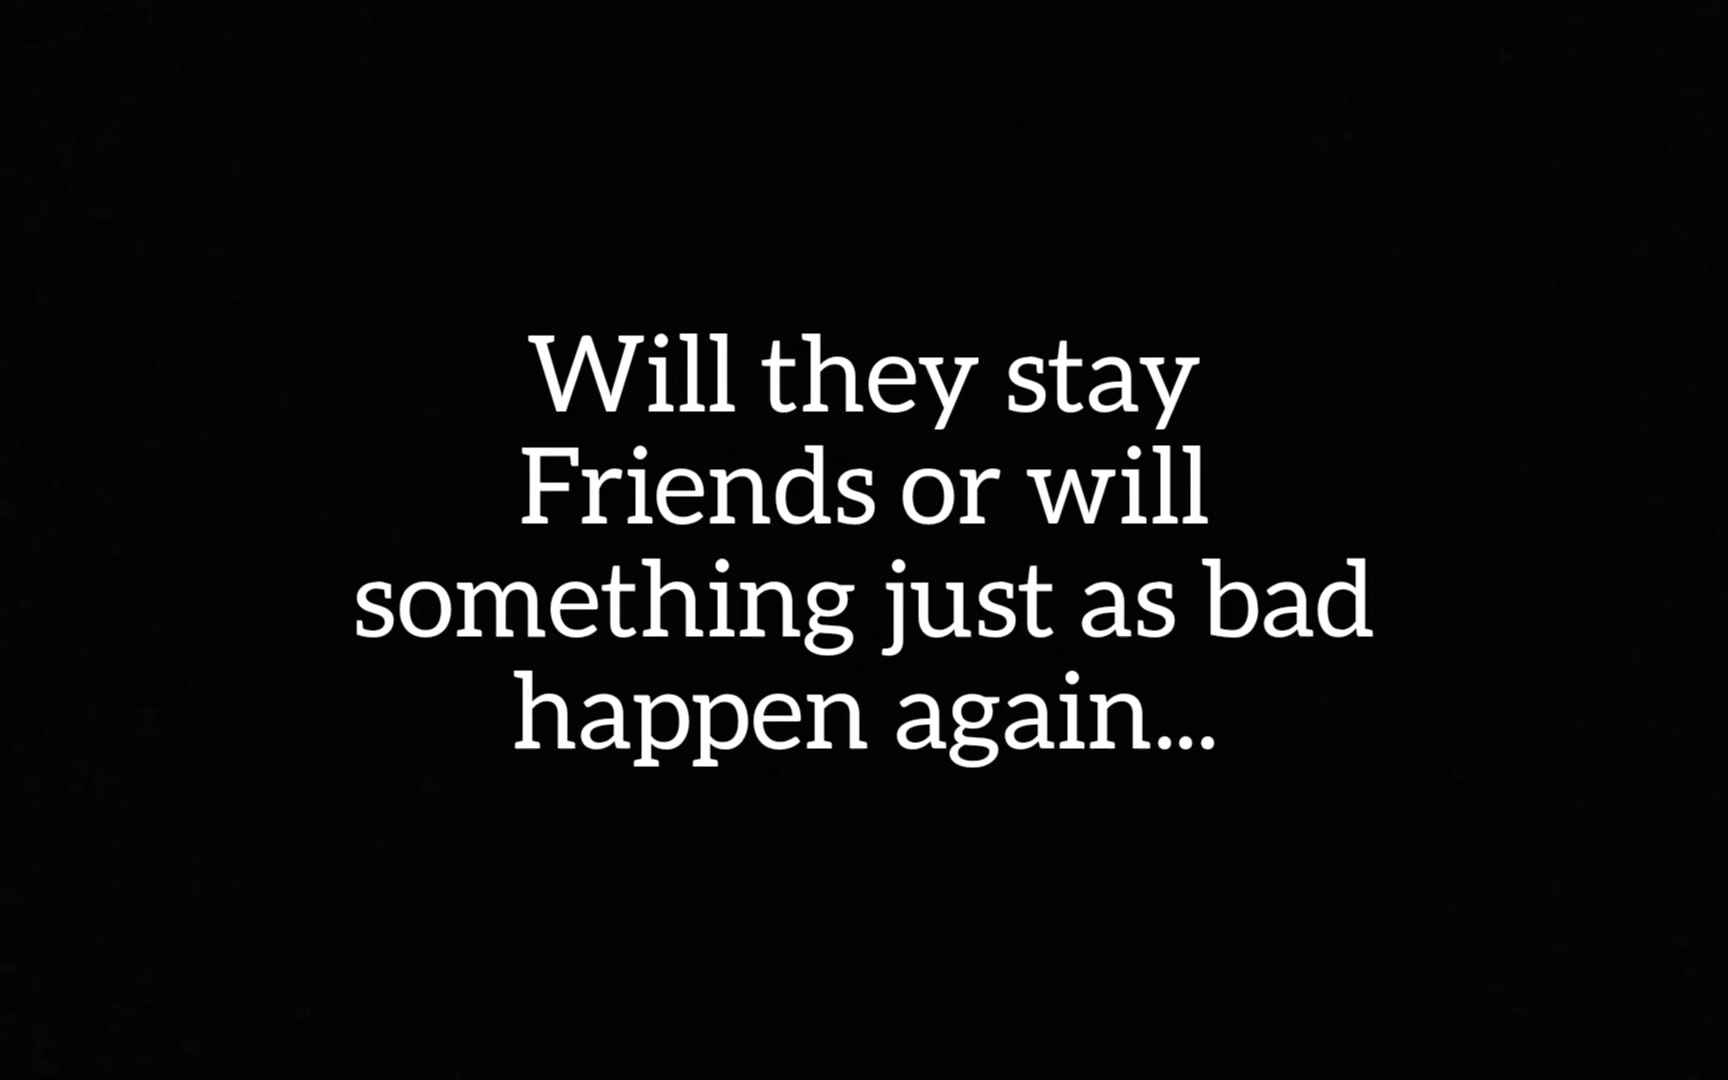 Will they stay
Friends or will
something just as bad
happen again...